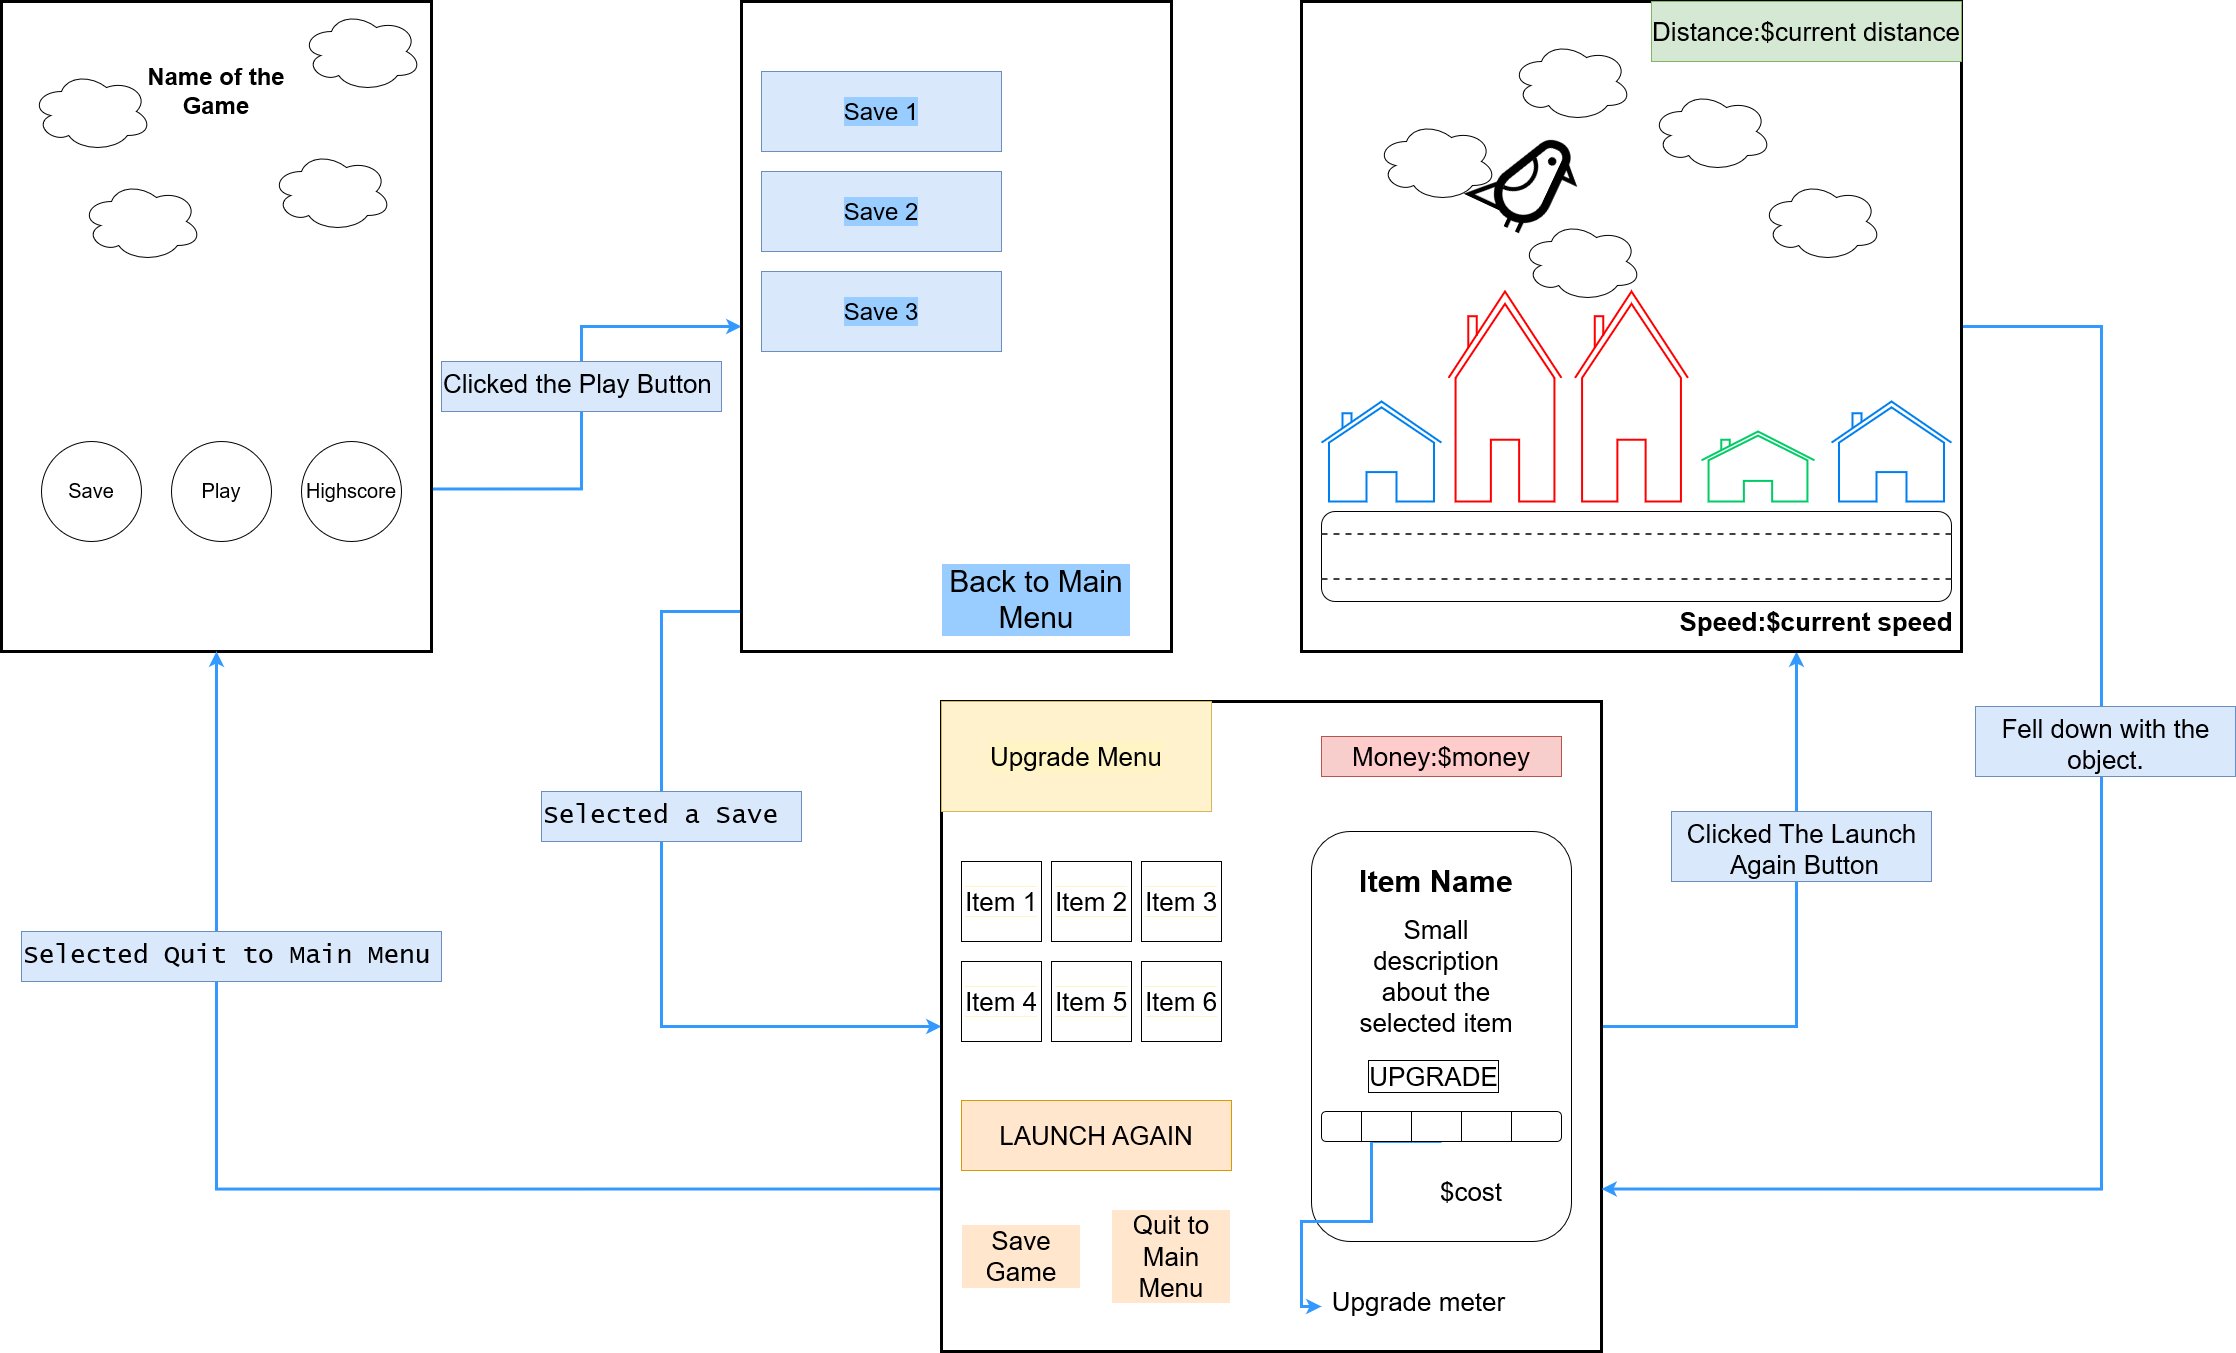 Name of the
Game
Save
Play
Highscore
Clicked the Play Button
Save 1
Save 2
Save 3
Back to Main
Menu
Distance:$current distance
Speed:$current speed
Selected a Save
Selected Quit to Main Menu
Upgrade Menu
Money:$money
Item 1
Item 2
Item 3
Item 4
Item 5
Item 6
LAUNCH AGAIN
Save
Game
Quit to
Main
Menu
Item Name
Small
description
about the
selected item
UPGRADE
$cost
Upgrade meter
Clicked The Launch
Again Button
Fell down with the
object.